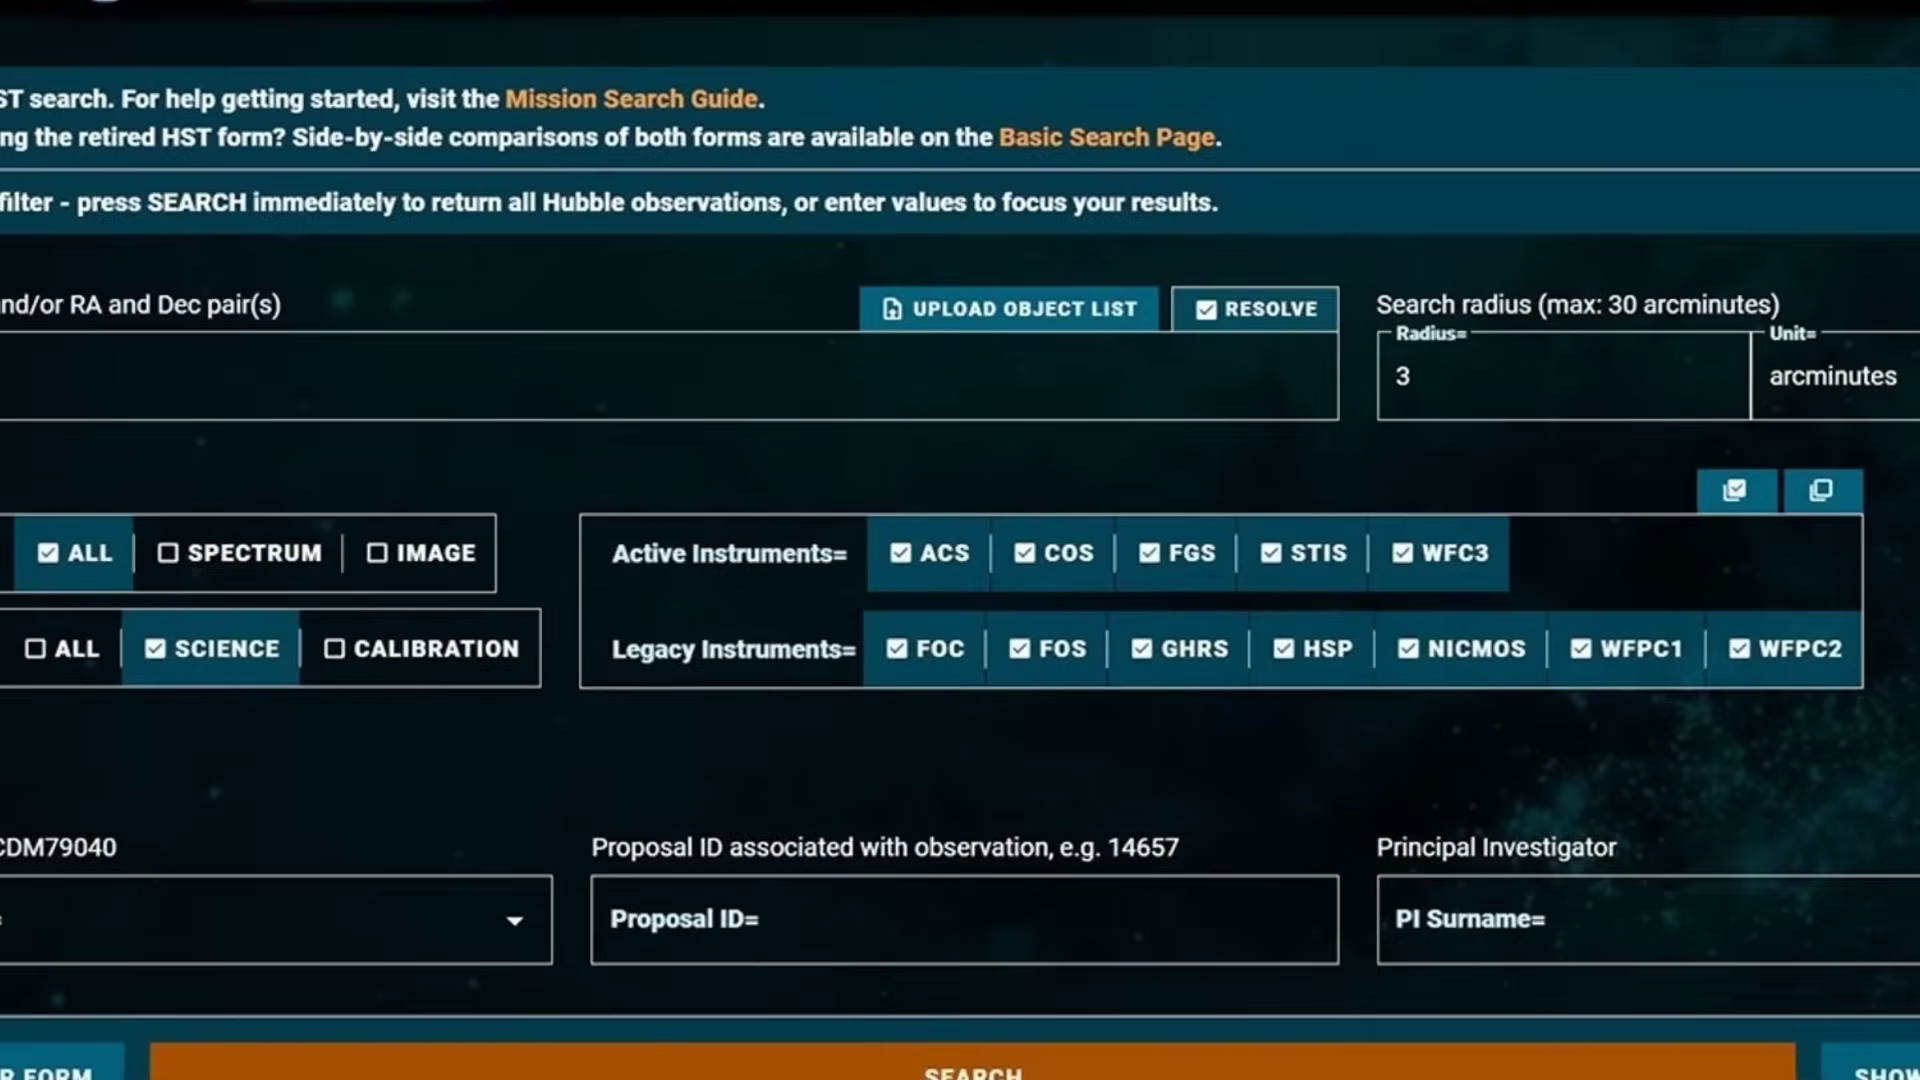 ST search. For help getting started, visit the Mission Search Guide.
ng the retired HST form? Side-by-side comparisons of both forms are available on the Basic Search Page.
filter - press SEARCH immediately to return all Hubble observations, or enter values to focus your results.
nd/or RA and Dec pair(s)
UPLOAD OBJECT LIST
RESOLVE
Search radius (max: 30 arcminutes)
Radius=
Unit=
3
arcminutes
ALL SPECTRUM IMAGE
Active Instruments= ACS COS FGS STIS WFC3
ALL SCIENCE CALIBRATION
Legacy Instruments= FOC FOS GHRS HSP NICMOS WFPC1 WFPC2
CDM79040
Proposal ID associated with observation, e.g. 14657
Principal Investigator
=
Proposal ID=
PI Surname=
R FORM
SEARCH
SHOW